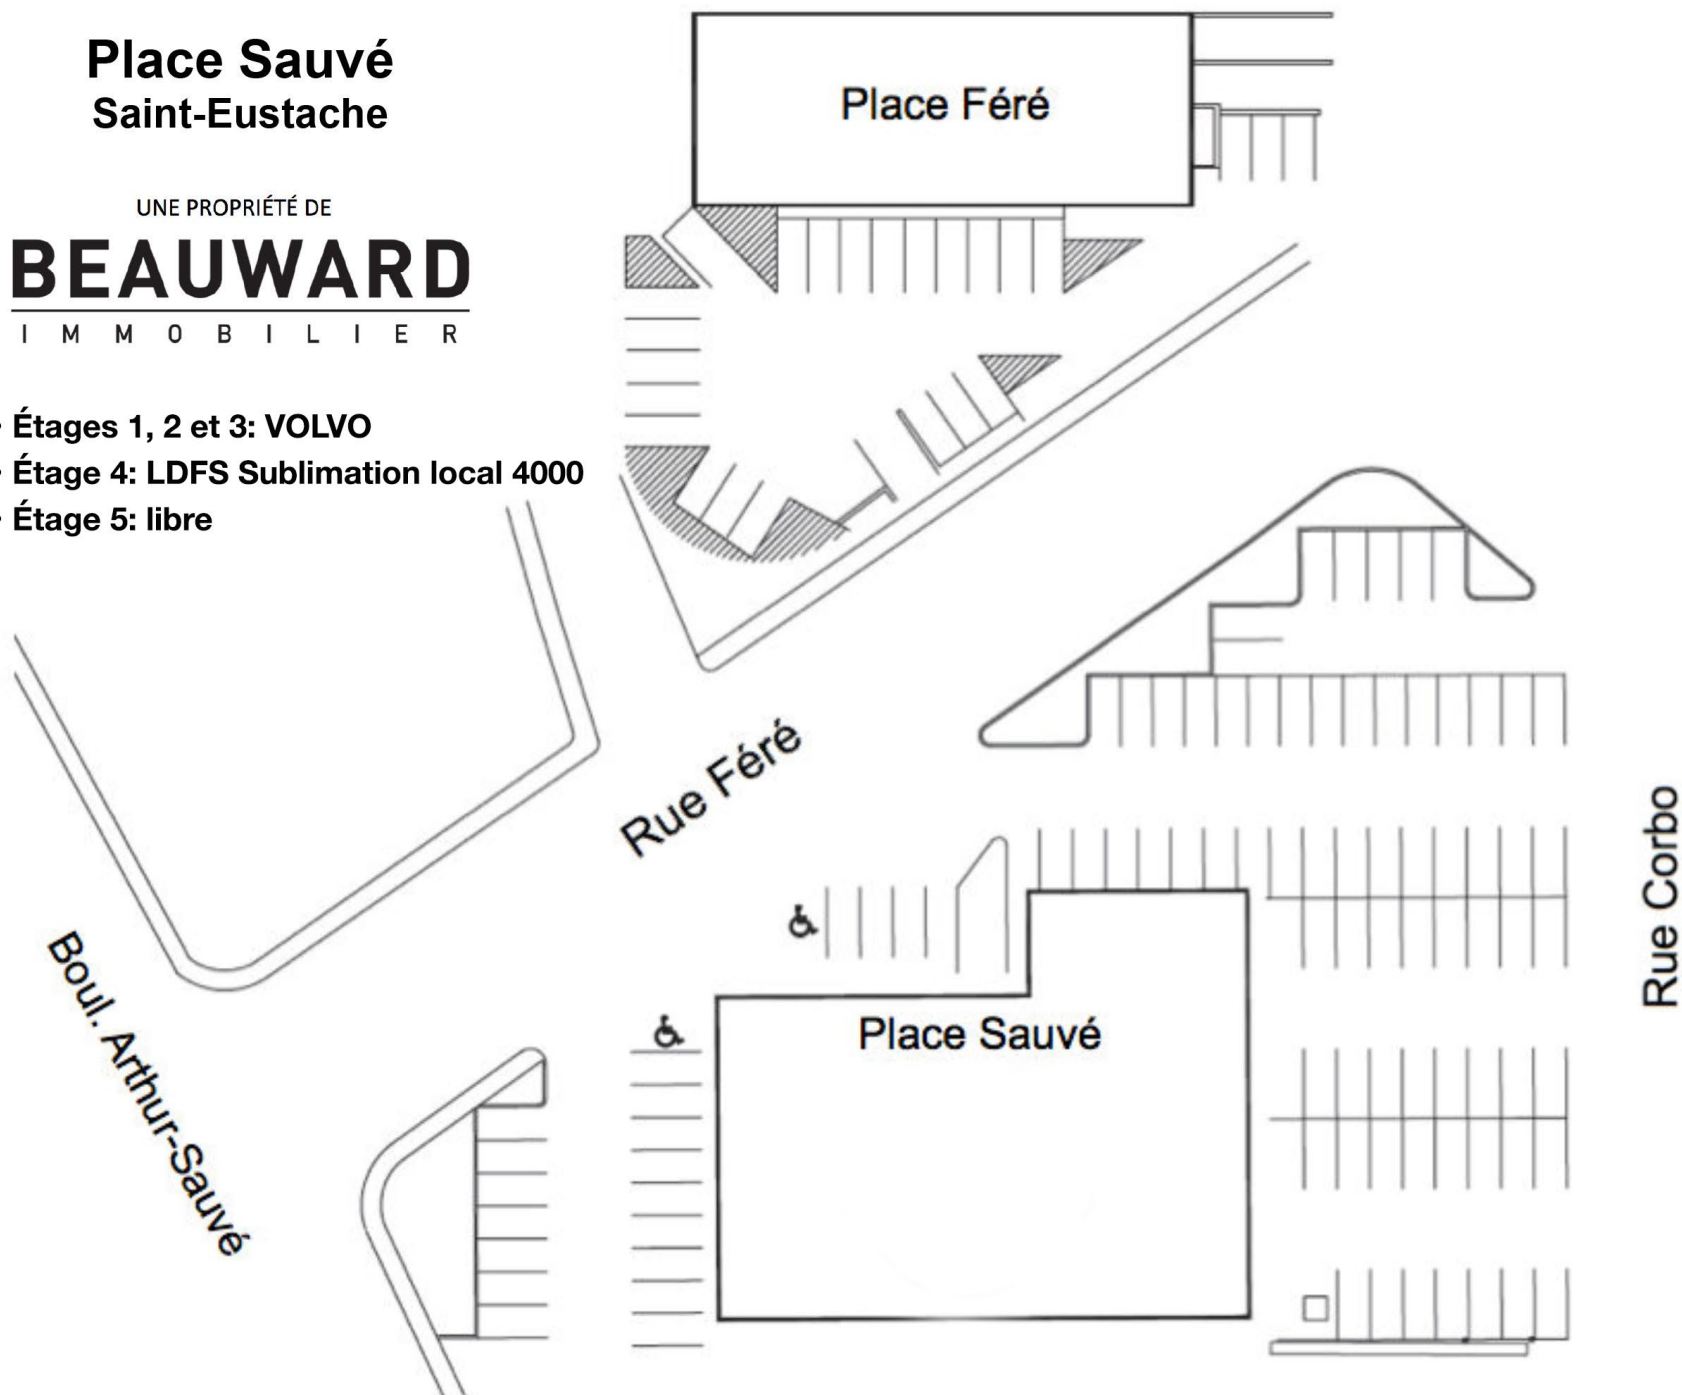 Place Sauvé
Saint-Eustache
UNE PROPRIÉTÉ DE
BEAUWARD
IMMOBILIER
· Étages 1, 2 et 3: VOLVO
· Étage 4: LDFS Sublimation local 4000
· Étage 5: libre
Place Féré
Rue Féré
Boul. Arthur-Sauvé
Place Sauvé
Rue Corbo